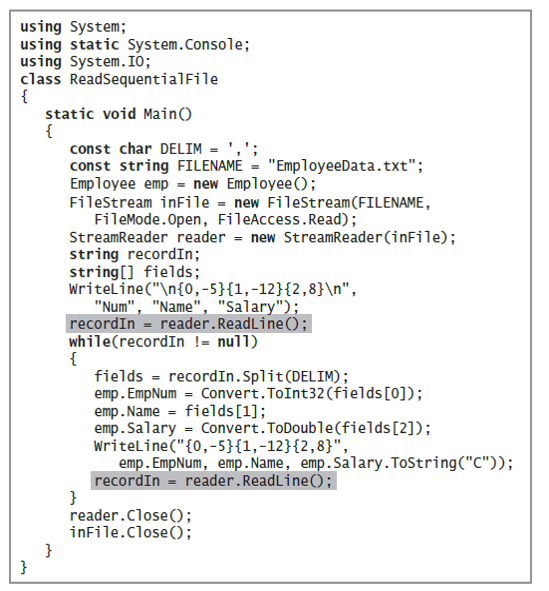 using System;
using static System.Console;
using System.IO;
class ReadSequentialFile
{
   static void Main()
   {
      const char DELIM = ',';
      const string FILENAME = "EmployeeData.txt";
      Employee emp = new Employee();
      FileStream inFile = new FileStream(FILENAME,
         FileMode.Open, FileAccess.Read);
      StreamReader reader = new StreamReader(inFile);
      string recordIn;
      string[] fields;
      WriteLine("\n{0,-5}{1,-12}{2,8}\n",
         "Num", "Name", "Salary");
      recordIn = reader.ReadLine();
      while(recordIn != null)
      {
         fields = recordIn.Split(DELIM);
         emp.EmpNum = Convert.ToInt32(fields[0]);
         emp.Name = fields[1];
         emp.Salary = Convert.ToDouble(fields[2]);
         WriteLine("{0,-5}{1,-12}{2,8}",
            emp.EmpNum, emp.Name, emp.Salary.ToString("C"));
         recordIn = reader.ReadLine();
      }
      reader.Close();
      inFile.Close();
   }
}